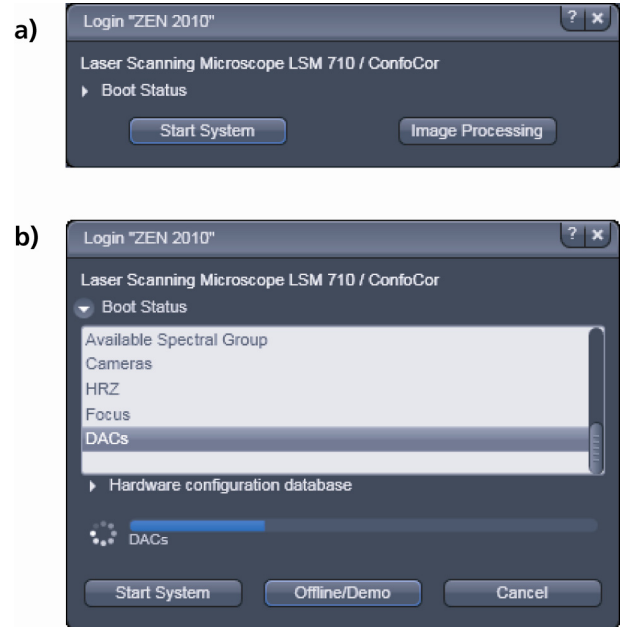 a)
Login "ZEN 2010"
? x
Laser Scanning Microscope LSM 710 / ConfoCor
Boot Status
Start System Image Processing
b)
Login "ZEN 2010"
? x
Laser Scanning Microscope LSM 710 / ConfoCor
Boot Status
Available Spectral Group
Cameras
HRZ
Focus
DACs
Hardware configuration database
DACs
Start System Offline/Demo Cancel